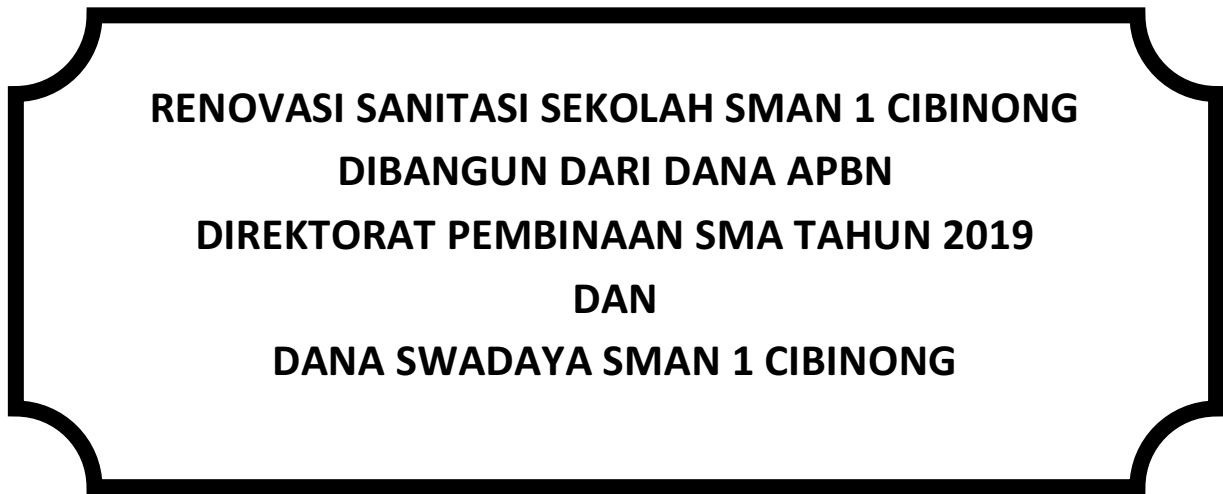 RENOVASI SANITASI SEKOLAH SMAN 1 CIBINONG
DIBANGUN DARI DANA APBN
DIREKTORAT PEMBINAAN SMA TAHUN 2019
DAN
DANA SWADAYA SMAN 1 CIBINONG